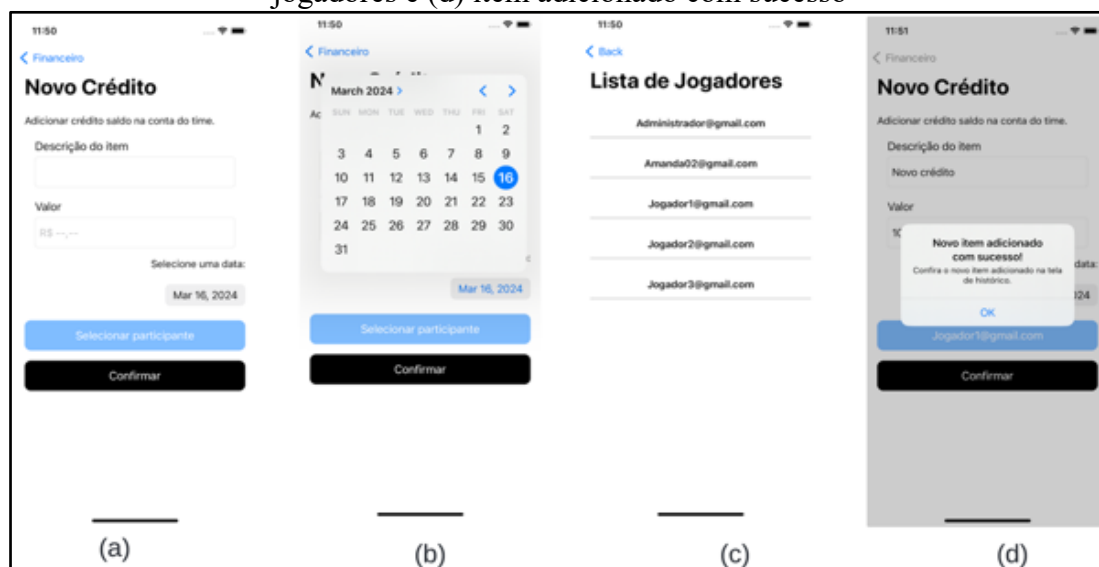 jogadores e (d) item adicionado com sucesso
11:50
Financeiro
Novo Crédito
Adicionar crédito saldo na conta do time.
Descrição do item
Valor
R$ --,--
Selecione uma data:
Mar 16, 2024
Selecionar participante
Confirmar
(a)
11:50
Financeiro
March 2024
SUN MON TUE WED THU FRI SAT
1 2
3 4 5 6 7 8 9
10 11 12 13 14 15 16
17 18 19 20 21 22 23
24 25 26 27 28 29 30
31
Mar 16, 2024
Selecionar participante
Confirmar
(b)
11:50
Back
Lista de Jogadores
Administrador@gmail.com
Amanda02@gmail.com
Jogador1@gmail.com
Jogador2@gmail.com
Jogador3@gmail.com
(c)
11:51
Financeiro
Novo Crédito
Adicionar crédito saldo na conta do time.
Descrição do item
Novo crédito
Valor
Novo item adicionado
com sucesso!
Confira o novo item adicionado na tela
de histórico.
OK
data:
Jogador1@gmail.com
Confirmar
(d)